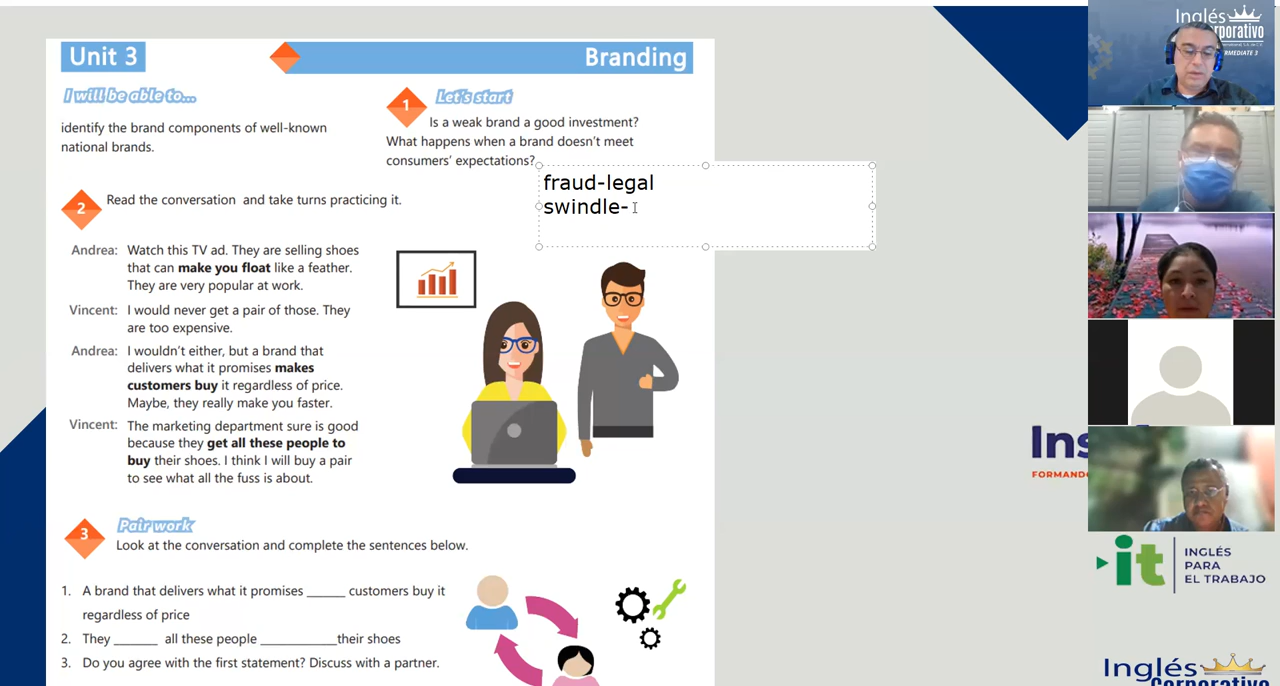 Unit 3
Branding
I will be able to...
identify the brand components of well-known
national brands.
1
Let's start
Is a weak brand a good investment?
What happens when a brand doesn't meet
consumers' expectations?
fraud-legal
swindle-
2
Read the conversation and take turns practicing it.
Andrea: Watch this TV ad. They are selling shoes
that can make you float like a feather.
They are very popular at work.
Vincent: I would never get a pair of those. They
are too expensive.
Andrea: I wouldn't either, but a brand that
delivers what it promises makes
customers buy it regardless of price.
Maybe, they really make you faster.
Vincent: The marketing department sure is good
because they get all these people to
buy their shoes. I think I will buy a pair
to see what all the fuss is about.
3
Pair work
Look at the conversation and complete the sentences below.
1. A brand that delivers what it promises ______ customers buy it
regardless of price
2. They _______ all these people ____________their shoes
3. Do you agree with the first statement? Discuss with a partner.
Inglés
rporativo
RMEDIATE 3
Ing
FORMANDO
it
INGLÉS
PARA
EL TRABAJO
Inglés
Corporativo